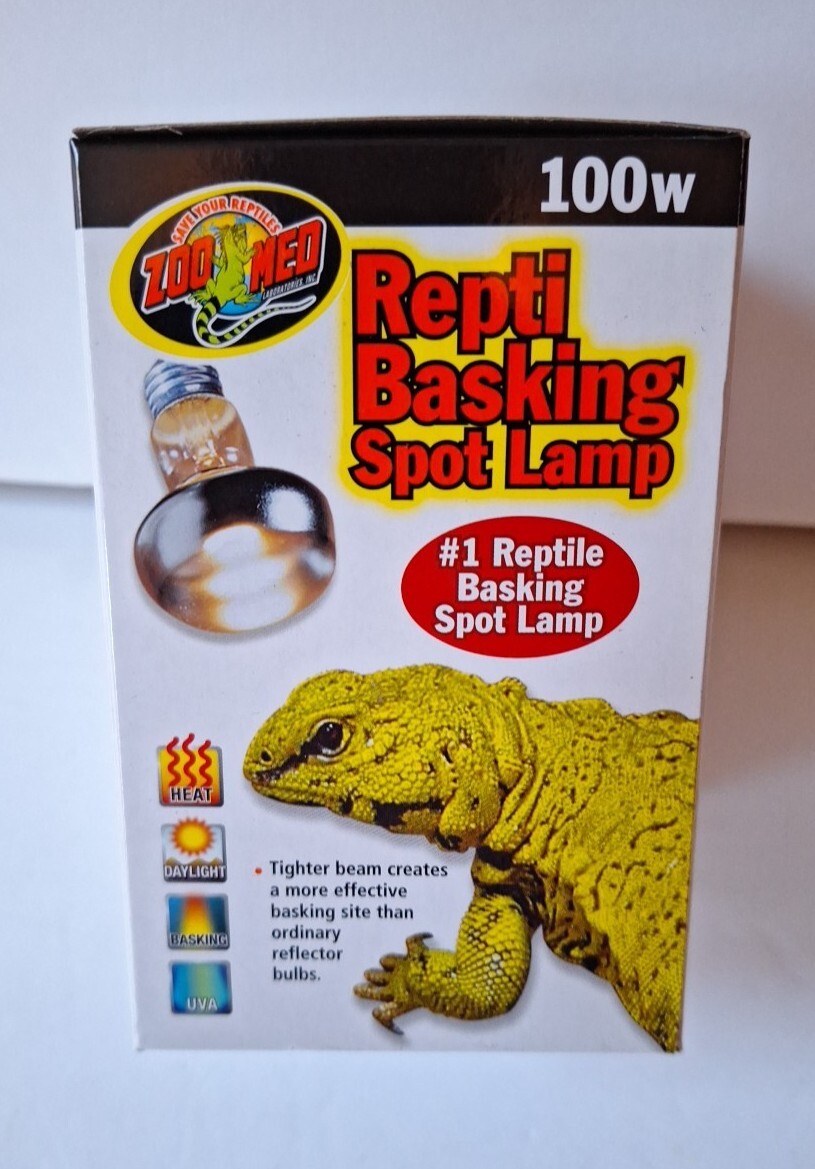 100W
SAVE YOUR REPTILES
ZOO MED
LABORATORIES, INC.
Repti
Basking
Spot Lamp
#1 Reptile
Basking
Spot Lamp
HEAT
DAYLIGHT
BASKING
UVA
• Tighter beam creates
a more effective
basking site than
ordinary
reflector
bulbs.